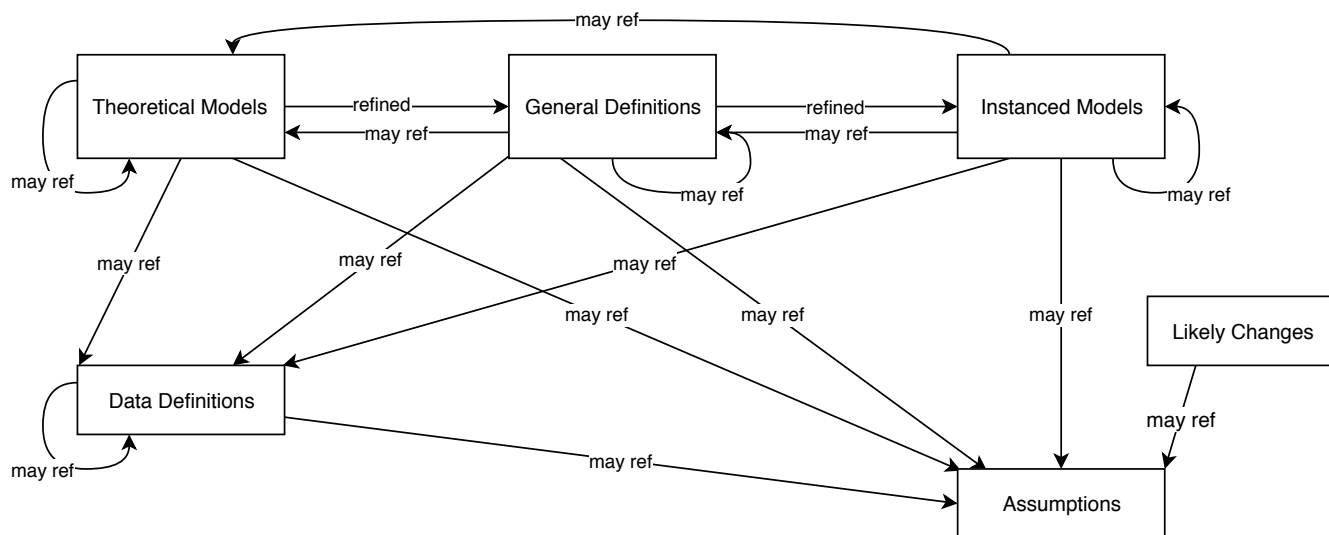 may ref
Theoretical Models
refined
General Definitions
refined
Instanced Models
may ref
may ref
may ref
may ref
may ref
may ref
may ref
may ref
may ref
may ref
may ref
may ref
Likely Changes
Data Definitions
may ref
may ref
may ref
Assumptions